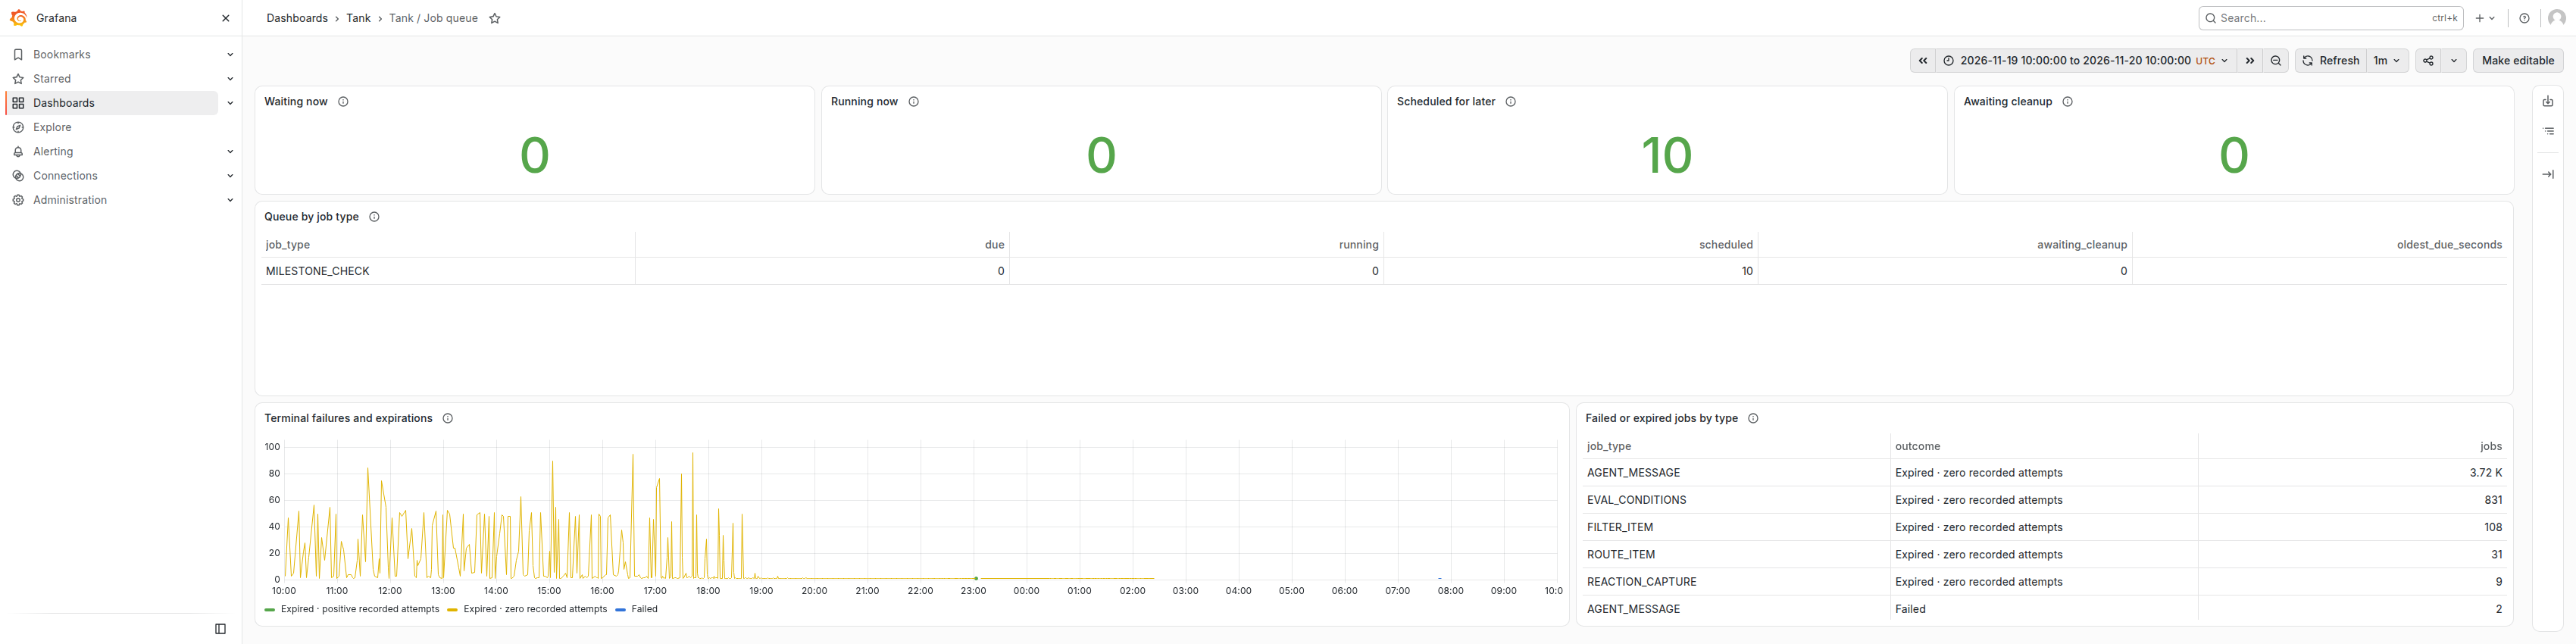 Grafana
Dashboards › Tank › Tank / Job queue
Search...
ctrl+k
Bookmarks
Starred
Dashboards
Explore
Alerting
Connections
Administration
2026-11-19 10:00:00 to 2026-11-20 10:00:00 UTC
Refresh
1m
Make editable
Waiting now
0
Running now
0
Scheduled for later
10
Awaiting cleanup
0
Queue by job type
job_type due running scheduled awaiting_cleanup oldest_due_seconds
MILESTONE_CHECK 0 0 10 0
Terminal failures and expirations
100
80
60
40
20
0
10:00 11:00 12:00 13:00 14:00 15:00 16:00 17:00 18:00 19:00 20:00 21:00 22:00 23:00 00:00 01:00 02:00 03:00 04:00 05:00 06:00 07:00 08:00 09:00 10:0
Expired · positive recorded attempts Expired · zero recorded attempts Failed
Failed or expired jobs by type
job_type outcome jobs
AGENT_MESSAGE Expired · zero recorded attempts 3.72 K
EVAL_CONDITIONS Expired · zero recorded attempts 831
FILTER_ITEM Expired · zero recorded attempts 108
ROUTE_ITEM Expired · zero recorded attempts 31
REACTION_CAPTURE Expired · zero recorded attempts 9
AGENT_MESSAGE Failed 2